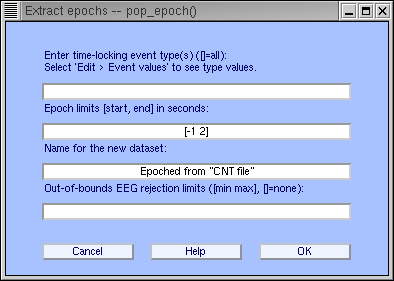 Extract epochs -- pop_epoch()
Enter time-locking event type(s) ([]=all):
Select 'Edit > Event values' to see type values.
Epoch limits [start, end] in seconds:
[-1 2]
Name for the new dataset:
Epoched from "CNT file"
Out-of-bounds EEG rejection limits ([min max], []=none):
Cancel Help OK